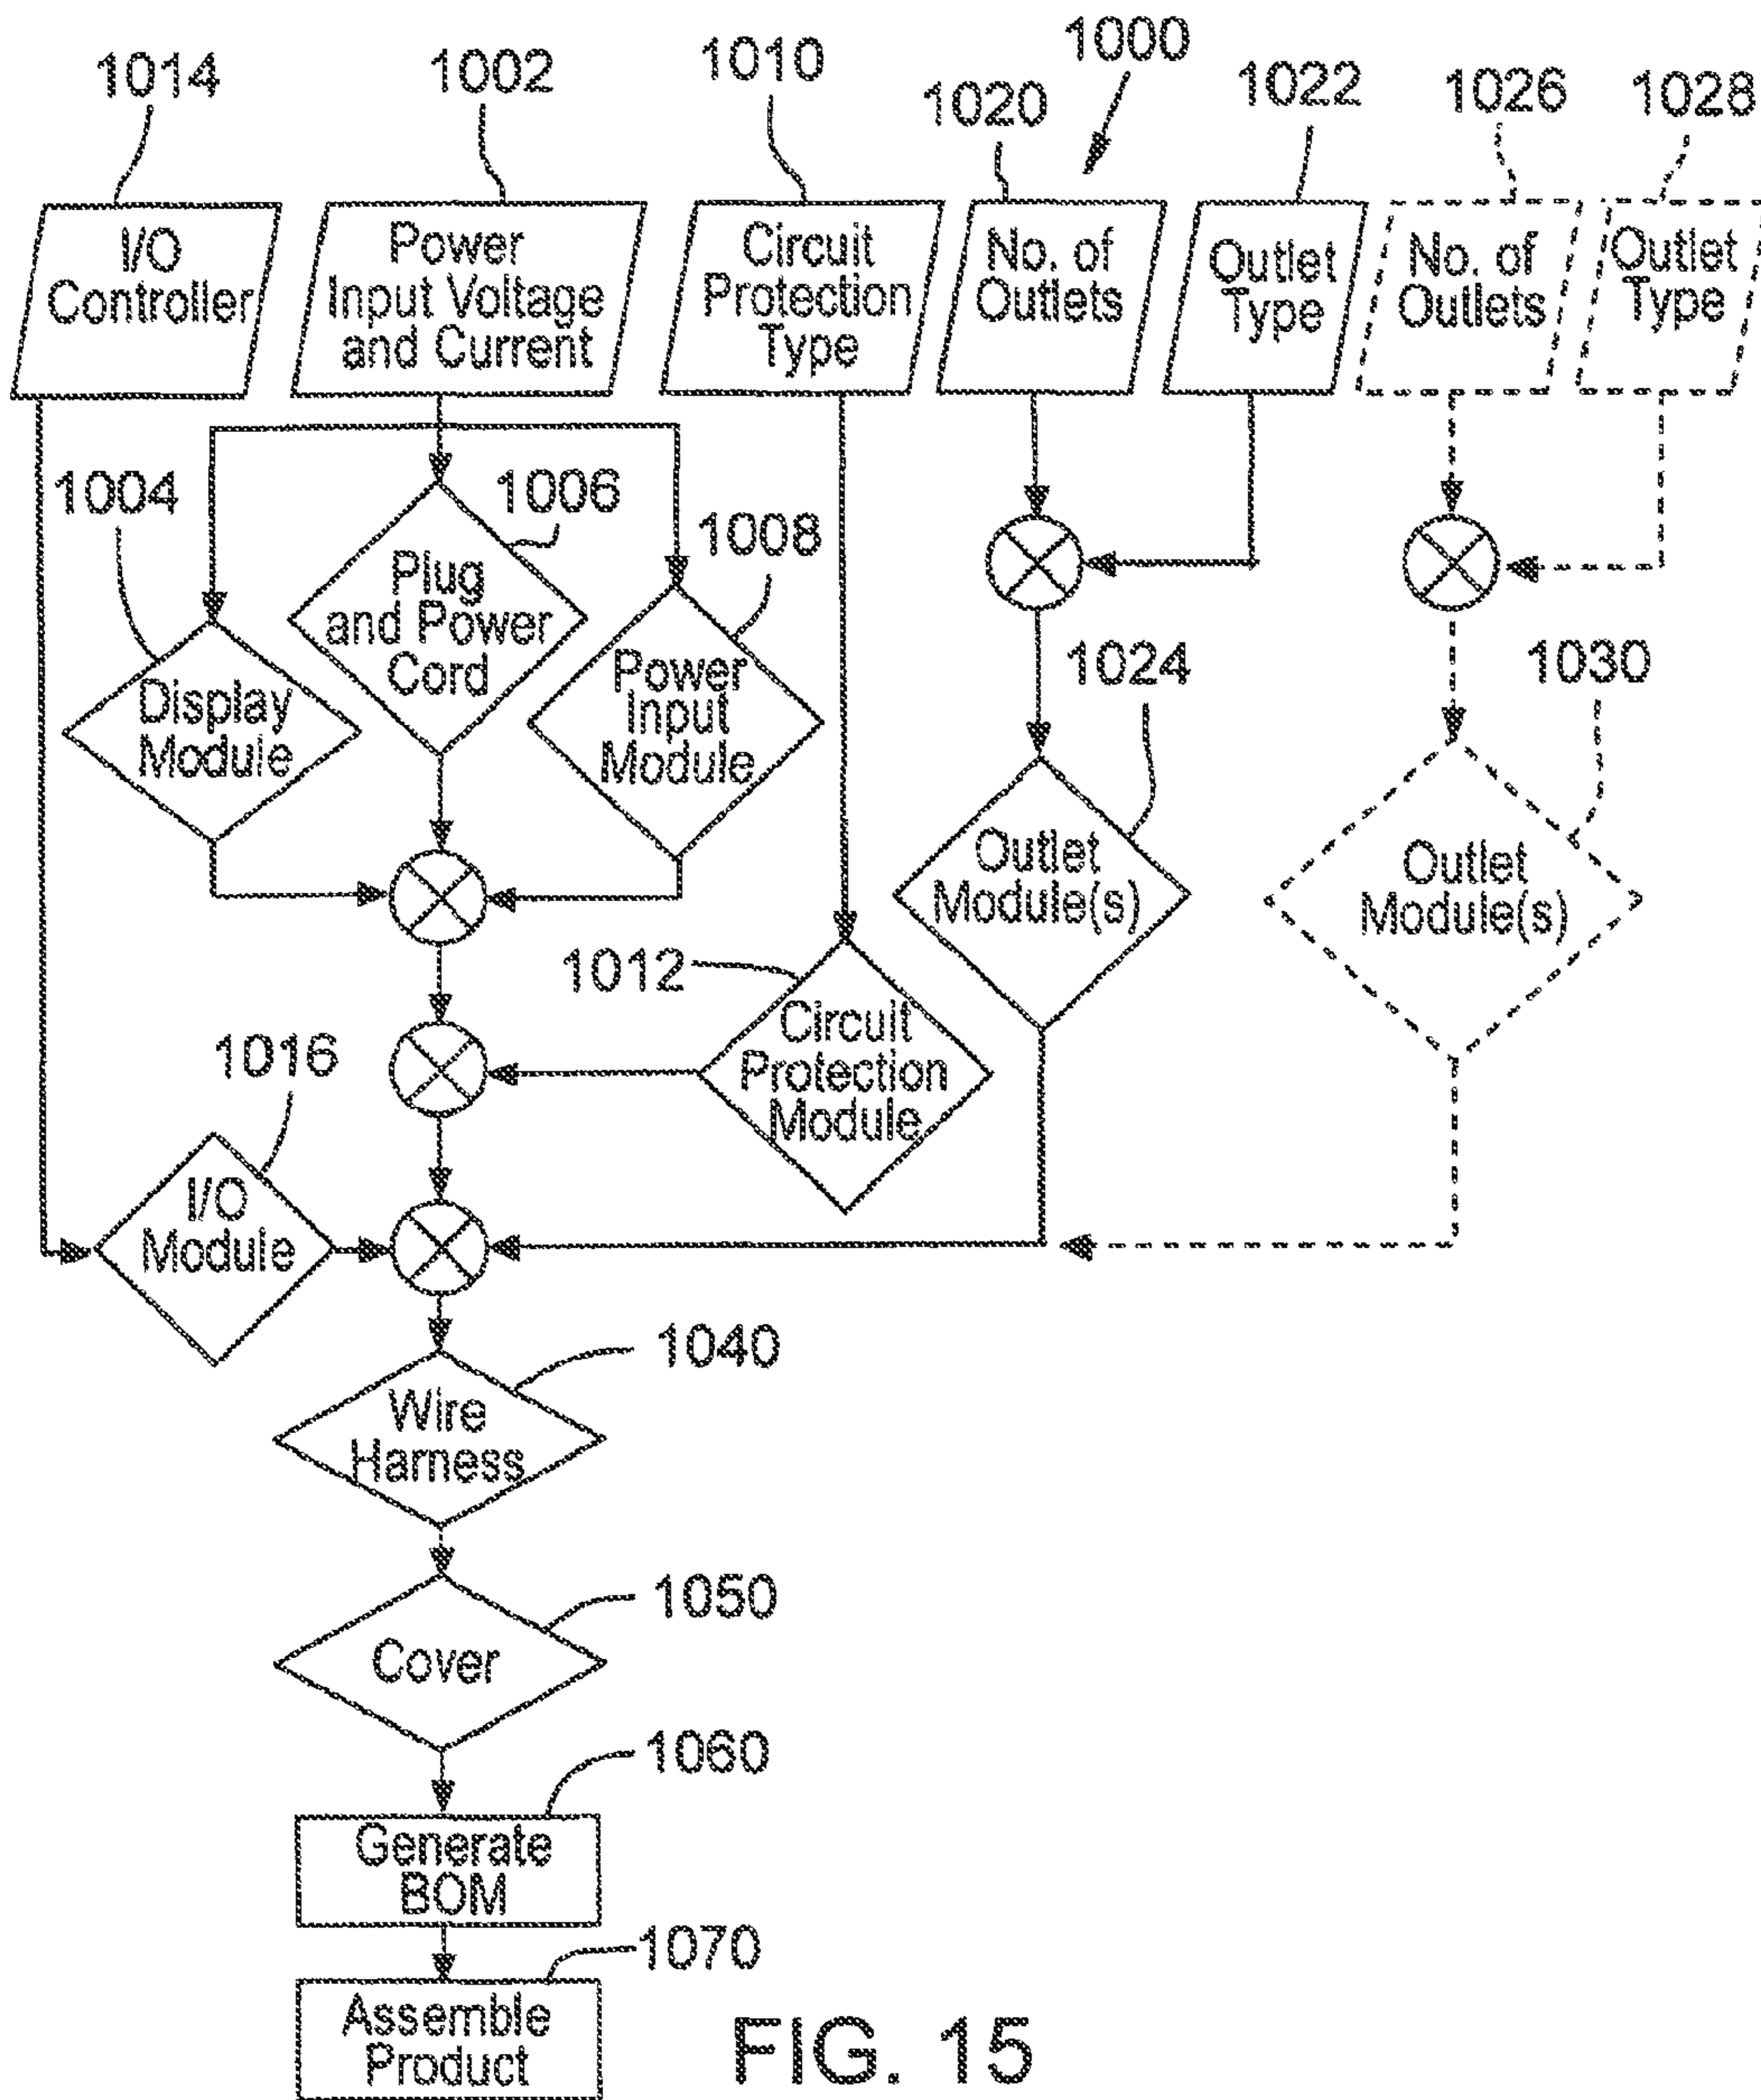 1000
1014
1002
1010
1020
1022
1026
1028
I/O
Controller
Power
Input Voltage
and Current
Circuit
Protection
Type
No. of
Outlets
Outlet
Type
No. of
Outlets
Outlet
Type
1004
1006
1008
Plug
and Power
Cord
Display
Module
Power
Input
Module
1024
1030
Outlet
Module(s)
Outlet
Module(s)
1012
Circuit
Protection
Module
1016
I/O
Module
1040
Wire
Harness
1050
Cover
1060
Generate
BOM
1070
Assemble
Product
FIG. 15